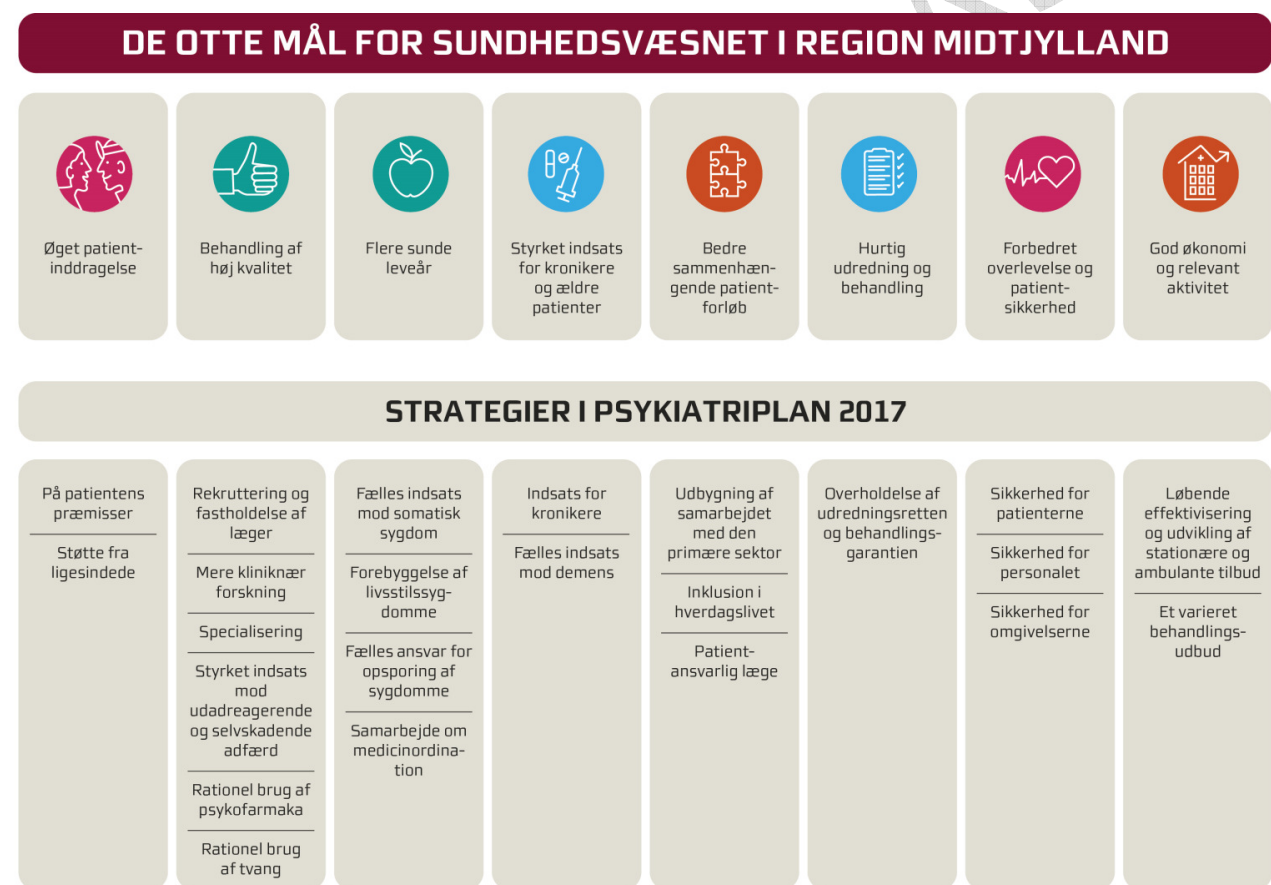 DE OTTE MÅL FOR SUNDHEDSVÆSNET I REGION MIDTJYLLAND
Øget patient-
inddragelse
Behandling af
høj kvalitet
Flere sunde
leveår
Styrket indsats
for kronikere
og ældre
patienter
Bedre
sammenhæn-
gende patient-
forløb
Hurtig
udredning og
behandling
Forbedret
overlevelse og
patient-
sikkerhed
God økonomi
og relevant
aktivitet
STRATEGIER I PSYKIATRIPLAN 2017
På patientens
præmisser
Støtte fra
ligesindede
Rekruttering og
fastholdelse af
læger
Mere kliniknær
forskning
Specialisering
Styrket indsats
mod
udadreagerende
og selvskadende
adfærd
Rationel brug af
psykofarmaka
Rationel brug
af tvang
Fælles indsats
mod somatisk
sygdom
Forebyggelse af
livsstilssyg-
domme
Fælles ansvar for
opsporing af
sygdomme
Samarbejde om
medicinordina-
tion
Indsats for
kronikere
Fælles indsats
mod demens
Udbygning af
samarbejdet
med den
primære sektor
Inklusion i
hverdagslivet
Patient-
ansvarlig læge
Overholdelse af
udredningsretten
og behandlings-
garantien
Sikkerhed for
patienterne
Sikkerhed for
personalet
Sikkerhed for
omgivelserne
Løbende
effektivisering
og udvikling af
stationære og
ambulante tilbud
Et varieret
behandlings-
udbud